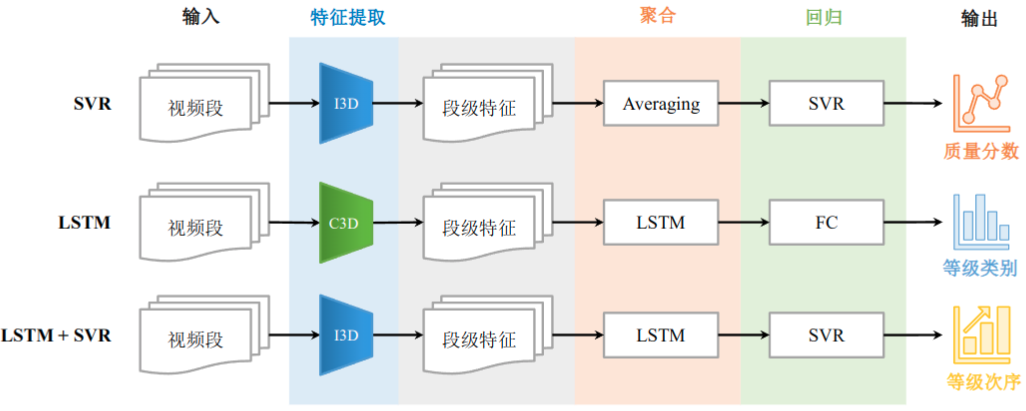 输入 特征提取 聚合 回归 输出
SVR 视频段 I3D 段级特征 Averaging SVR
质量分数
LSTM 视频段 C3D 段级特征 LSTM FC
等级类别
LSTM + SVR 视频段 I3D 段级特征 LSTM SVR
等级次序